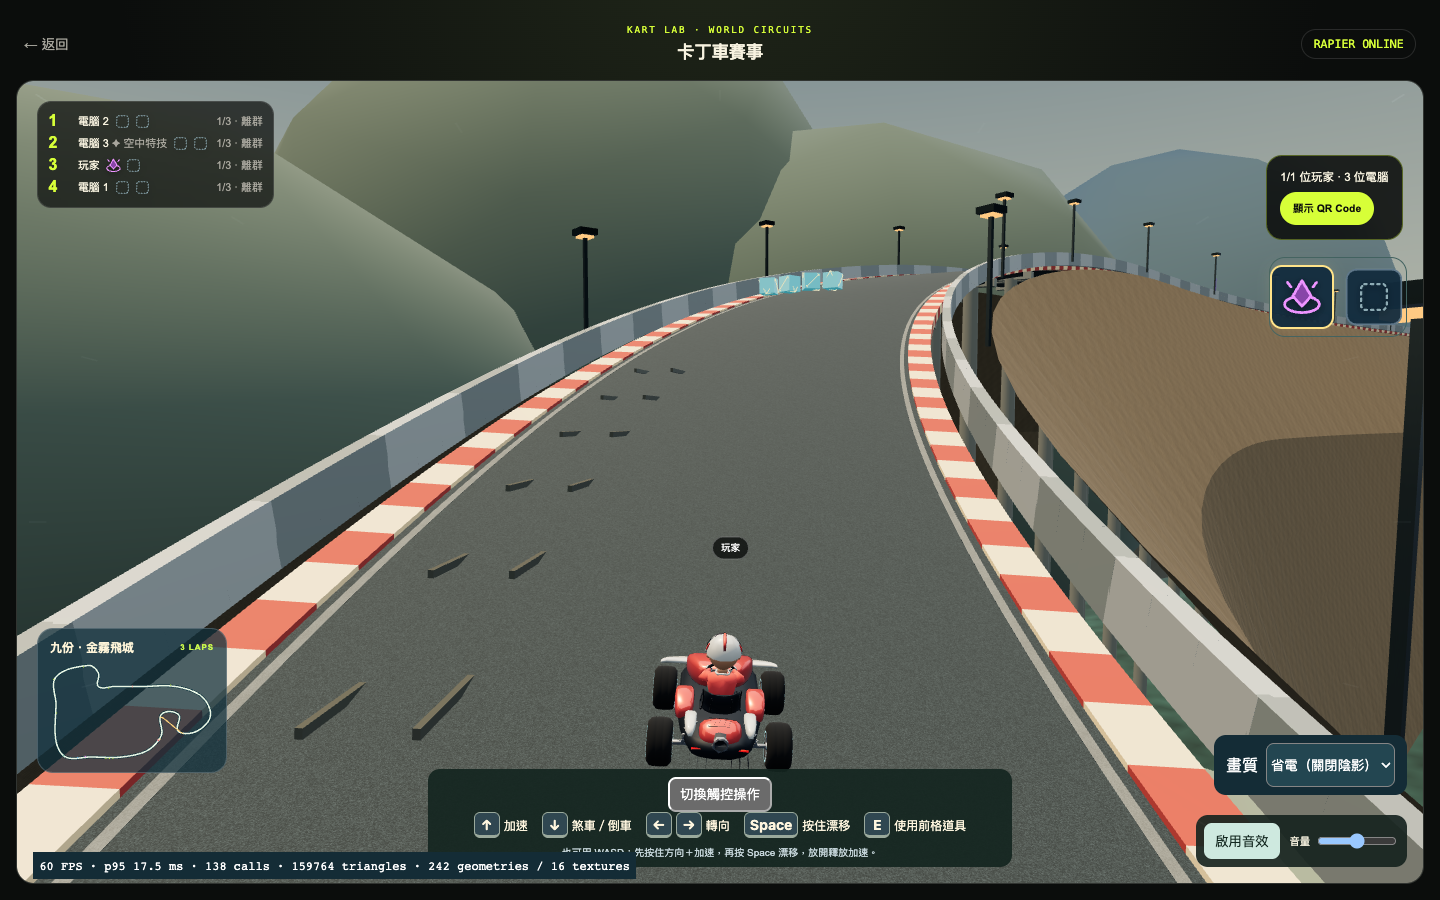 ← 返回
KART LAB · WORLD CIRCUITS
卡丁車賽事
RAPIER ONLINE
1 電腦 2 1/3 · 離群
2 電腦 3 ✦ 空中特技 1/3 · 離群
3 玩家 1/3 · 離群
4 電腦 1 1/3 · 離群
1/1 位玩家 · 3 位電腦
顯示 QR Code
玩家
九份 · 金霧飛城 3 LAPS
畫質 省電（關閉陰影）
切換觸控操作
↑ 加速 ↓ 煞車 / 倒車 ← → 轉向 Space 按住漂移 E 使用前格道具
也可用 WASD；先按住方向＋加速，再按 Space 漂移，放開釋放加速。
啟用音效 音量
60 FPS · p95 17.5 ms · 138 calls · 159764 triangles · 242 geometries / 16 textures